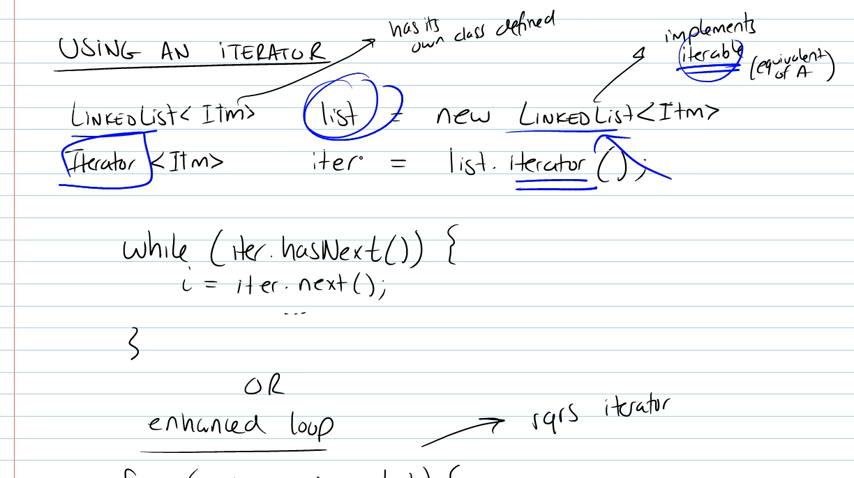 has its
own class defined
implements
iterable
(equivalent
of A)
USING AN ITERATOR
LINKEDList<Itm> list = new LINKEDList<Itm>
Iterator <Itm> iter = list.iterator();
while (iter.hasNext()) {
i = iter.next();
...
}
OR
enhanced loop
rqrs iterator